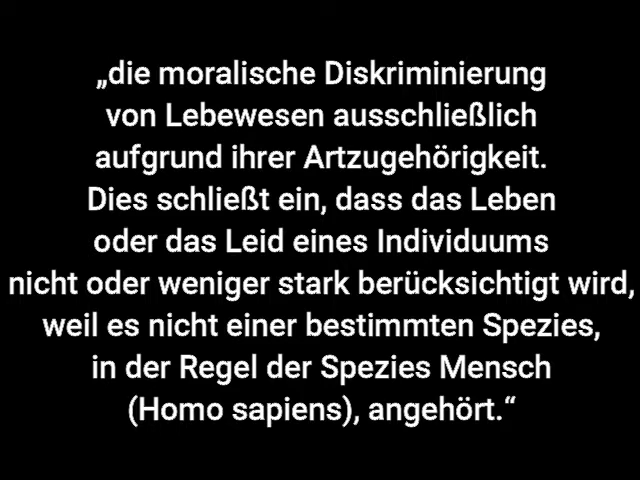 „die moralische Diskriminierung
von Lebewesen ausschließlich
aufgrund ihrer Artzugehörigkeit.
Dies schließt ein, dass das Leben
oder das Leid eines Individuums
nicht oder weniger stark berücksichtigt wird,
weil es nicht einer bestimmten Spezies,
in der Regel der Spezies Mensch
(Homo sapiens), angehört.“